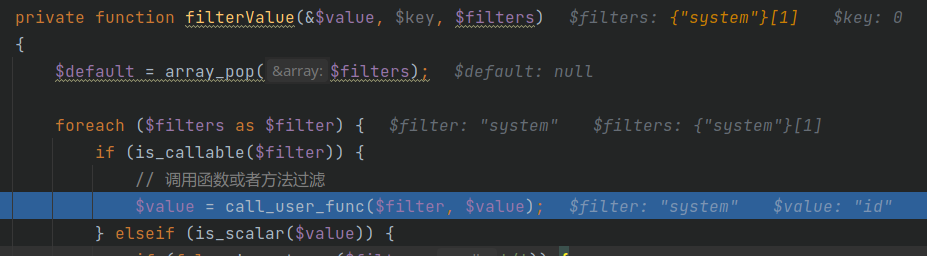 private function filterValue(&$value, $key, $filters)  $filters: {"system"}[1]  $key: 0
{
$default = array_pop( &array: $filters);  $default: null
foreach ($filters as $filter) {  $filter: "system"  $filters: {"system"}[1]
if (is_callable($filter)) {
// 调用函数或者方法过滤
$value = call_user_func($filter, $value);  $filter: "system"  $value: "id"
} elseif (is_scalar($value)) {